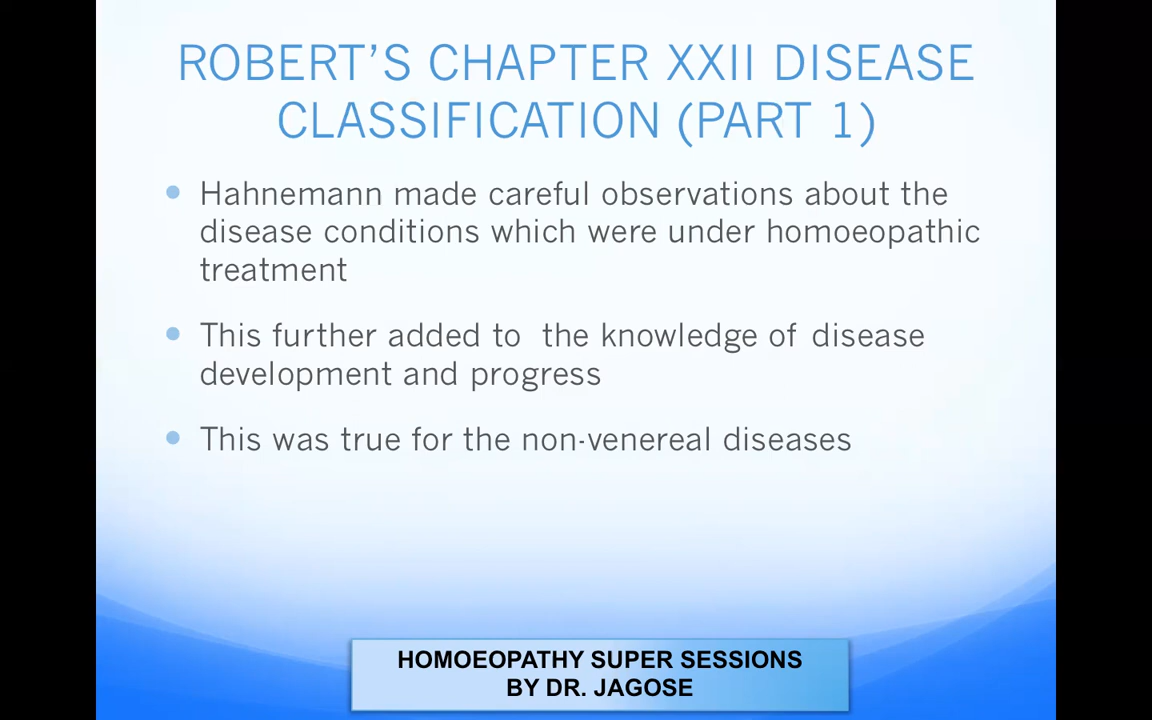 ROBERT’S CHAPTER XXII DISEASE
CLASSIFICATION (PART 1)
Hahnemann made careful observations about the
disease conditions which were under homoeopathic
treatment
This further added to the knowledge of disease
development and progress
This was true for the non-venereal diseases
HOMOEOPATHY SUPER SESSIONS
BY DR. JAGOSE